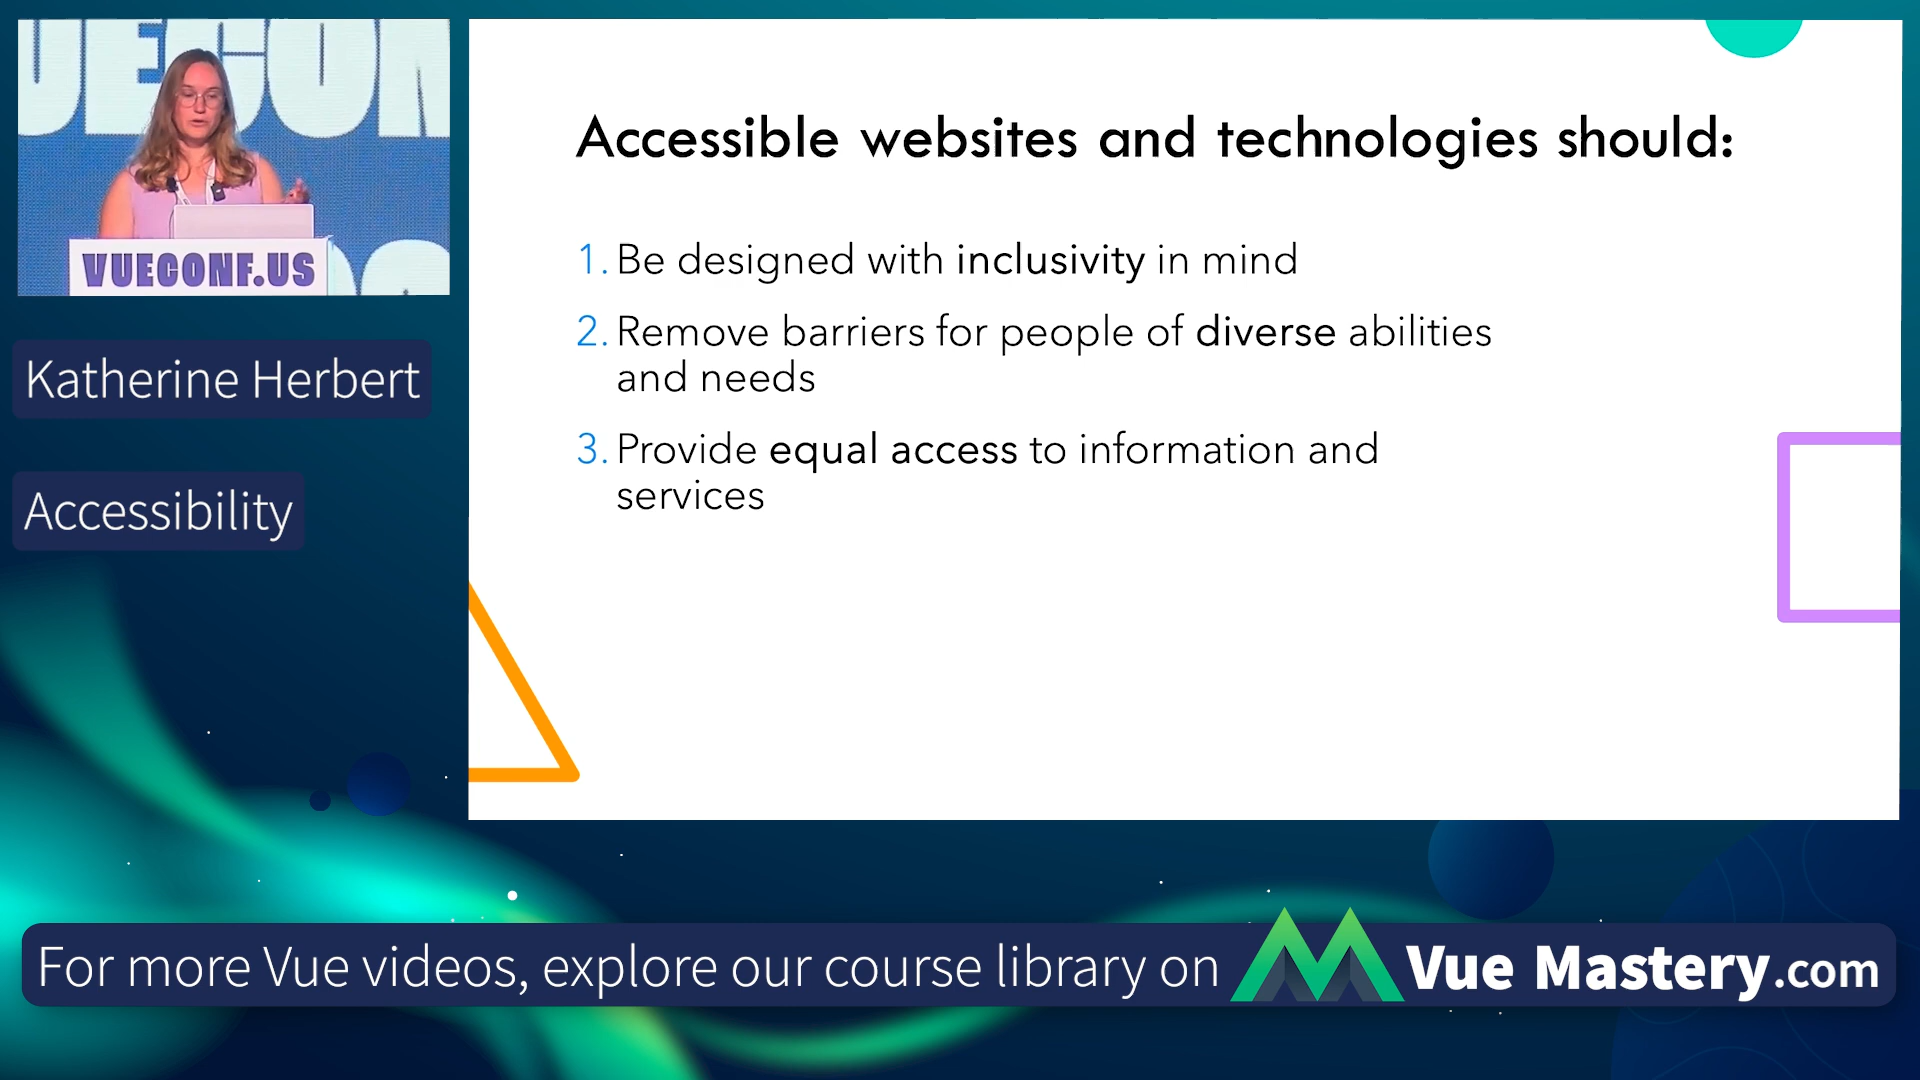 VUECONF.US
Katherine Herbert
Accessibility
Accessible websites and technologies should:
1. Be designed with inclusivity in mind
2. Remove barriers for people of diverse abilities
and needs
3. Provide equal access to information and
services
For more Vue videos, explore our course library on Vue Mastery.com